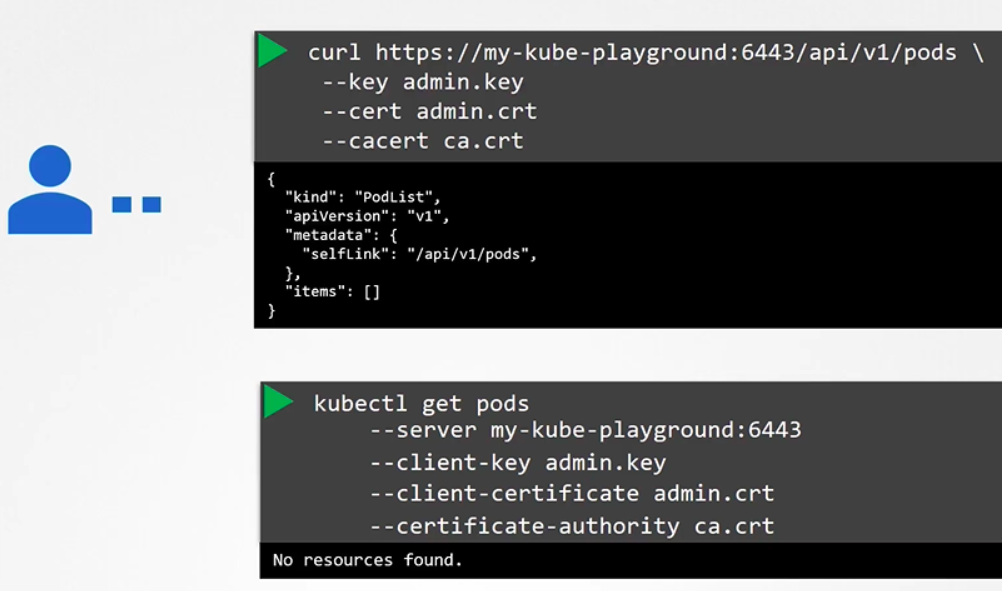 curl https://my-kube-playground:6443/api/v1/pods \
--key admin.key
--cert admin.crt
--cacert ca.crt
{
"kind": "PodList",
"apiVersion": "v1",
"metadata": {
"selfLink": "/api/v1/pods",
},
"items": []
}
kubectl get pods
--server my-kube-playground:6443
--client-key admin.key
--client-certificate admin.crt
--certificate-authority ca.crt
No resources found.